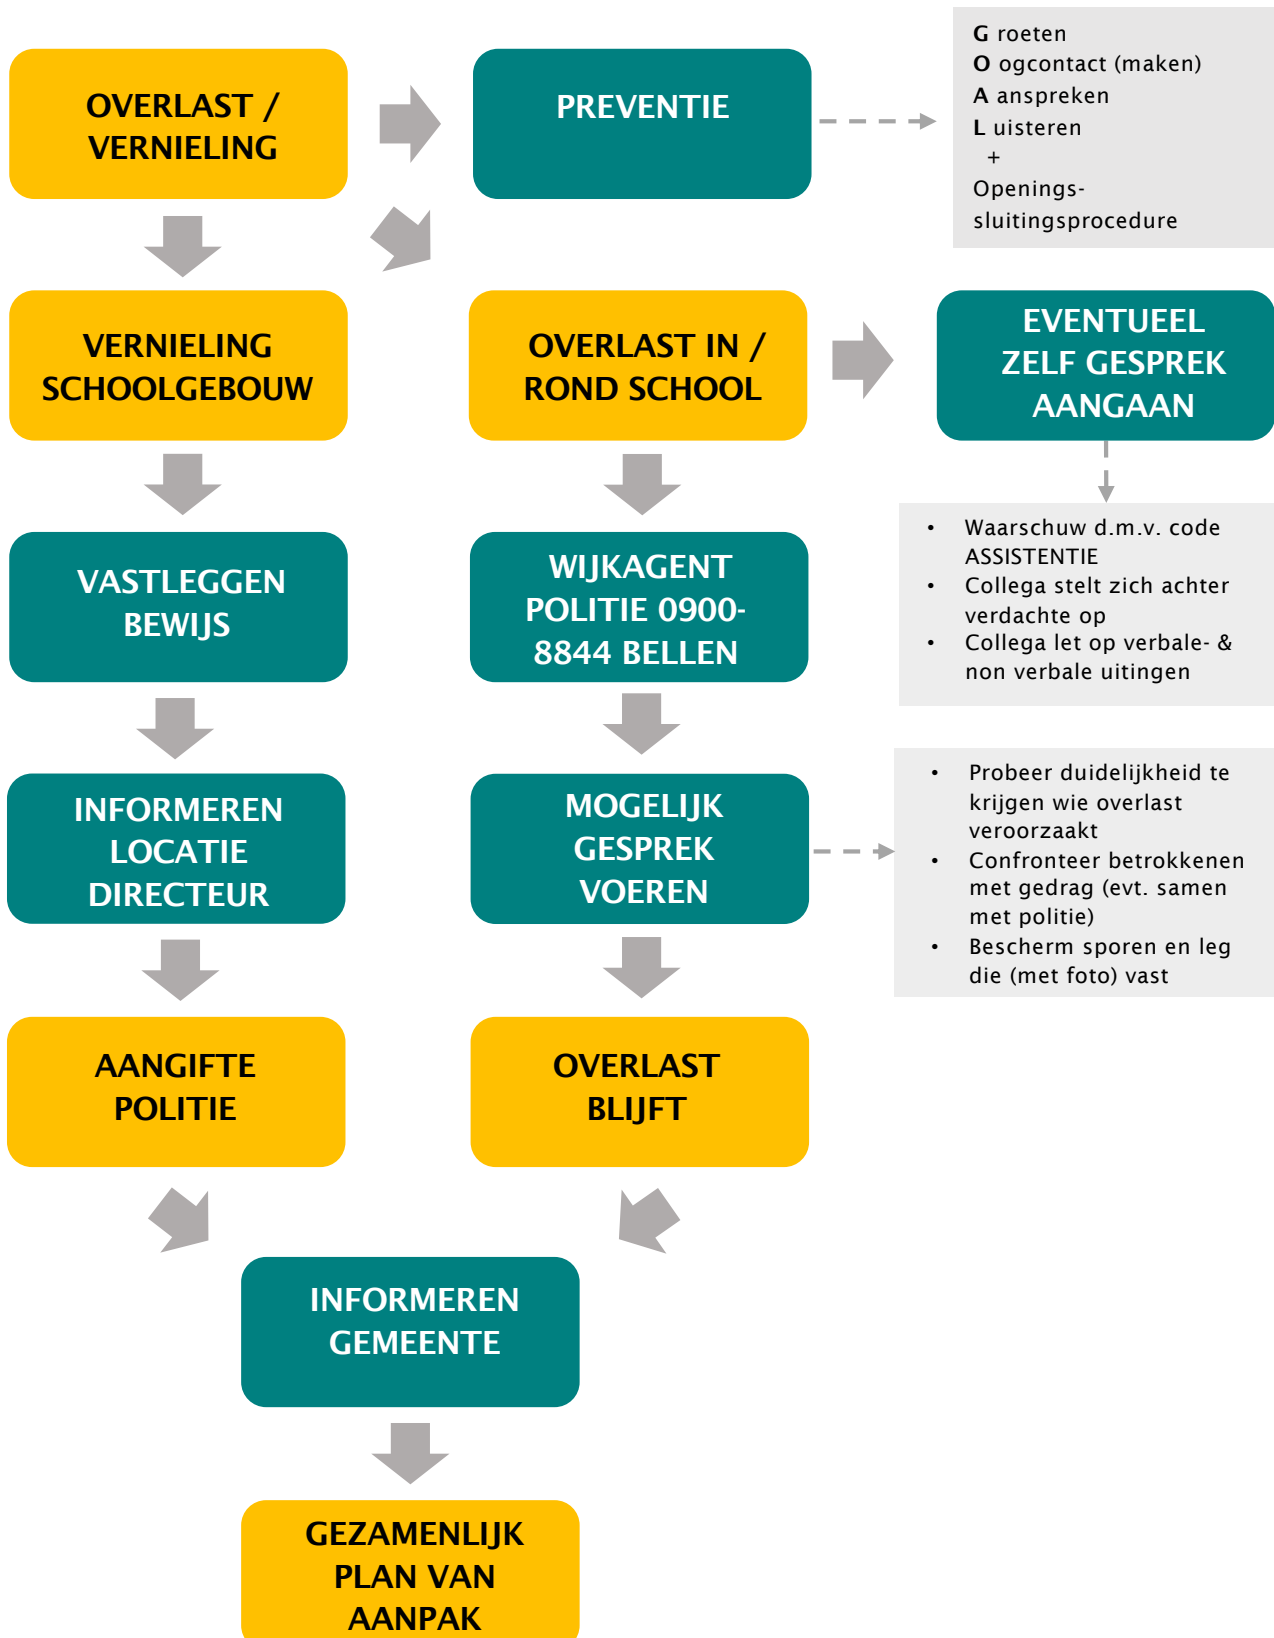 OVERLAST /
VERNIELING
PREVENTIE
G roeten
O ogcontact (maken)
A anspreken
L uisteren
+
Openings-
sluitingsprocedure
VERNIELING
SCHOOLGEBOUW
OVERLAST IN /
ROND SCHOOL
EVENTUEEL
ZELF GESPREK
AANGAAN
VASTLEGGEN
BEWIJS
WIJKAGENT
POLITIE 0900-
8844 BELLEN
• Waarschuw d.m.v. code
ASSISTENTIE
• Collega stelt zich achter
verdachte op
• Collega let op verbale- &
non verbale uitingen
INFORMEREN
LOCATIE
DIRECTEUR
MOGELIJK
GESPREK
VOEREN
• Probeer duidelijkheid te
krijgen wie overlast
veroorzaakt
• Confronteer betrokkenen
met gedrag (evt. samen
met politie)
• Bescherm sporen en leg
die (met foto) vast
AANGIFTE
POLITIE
OVERLAST
BLIJFT
INFORMEREN
GEMEENTE
GEZAMENLIJK
PLAN VAN
AANPAK